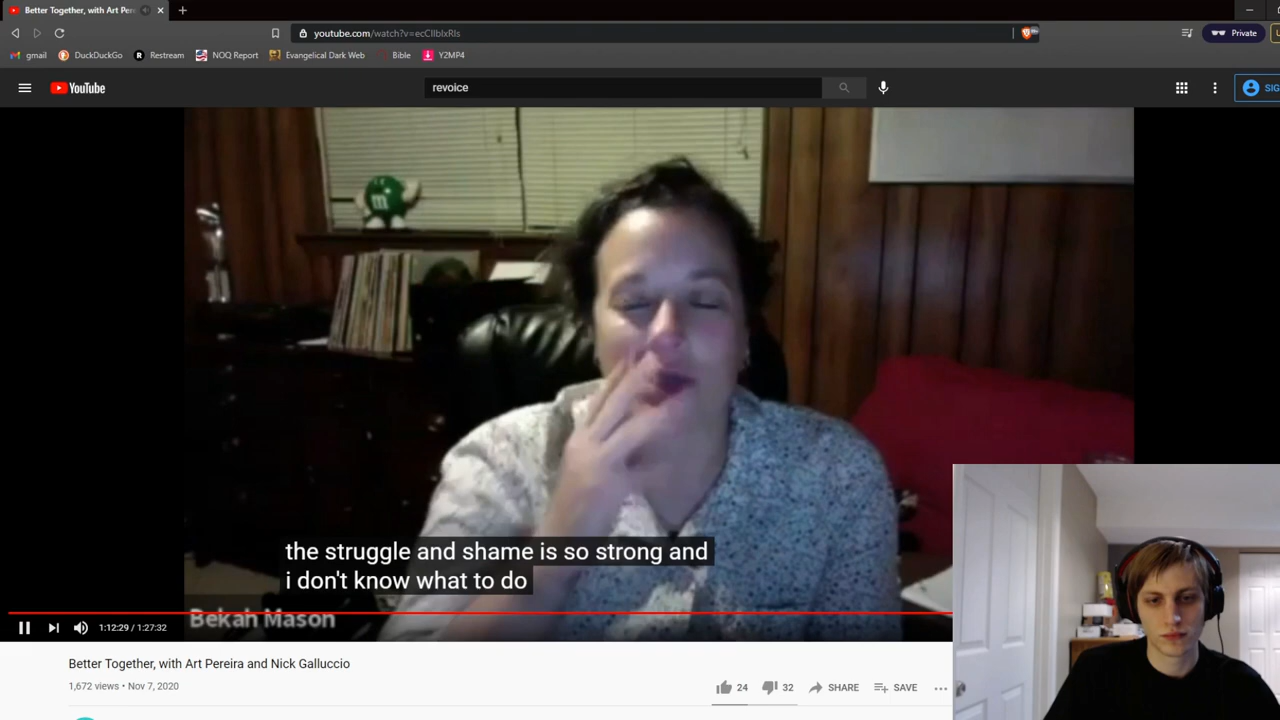 Better Together, with Art Per
youtube.com/watch?v=ecCIlbIxRIs
Private
gmail
DuckDuckGo
R Restream
NOQ Report
Evangelical Dark Web
Bible
Y2MP4
YouTube
revoice
SIG
m
the struggle and shame is so strong and
i don't know what to do
Bekah Mason
1:12:29 / 1:27:32
Better Together, with Art Pereira and Nick Galluccio
1,672 views • Nov 7, 2020
24
32
SHARE
SAVE